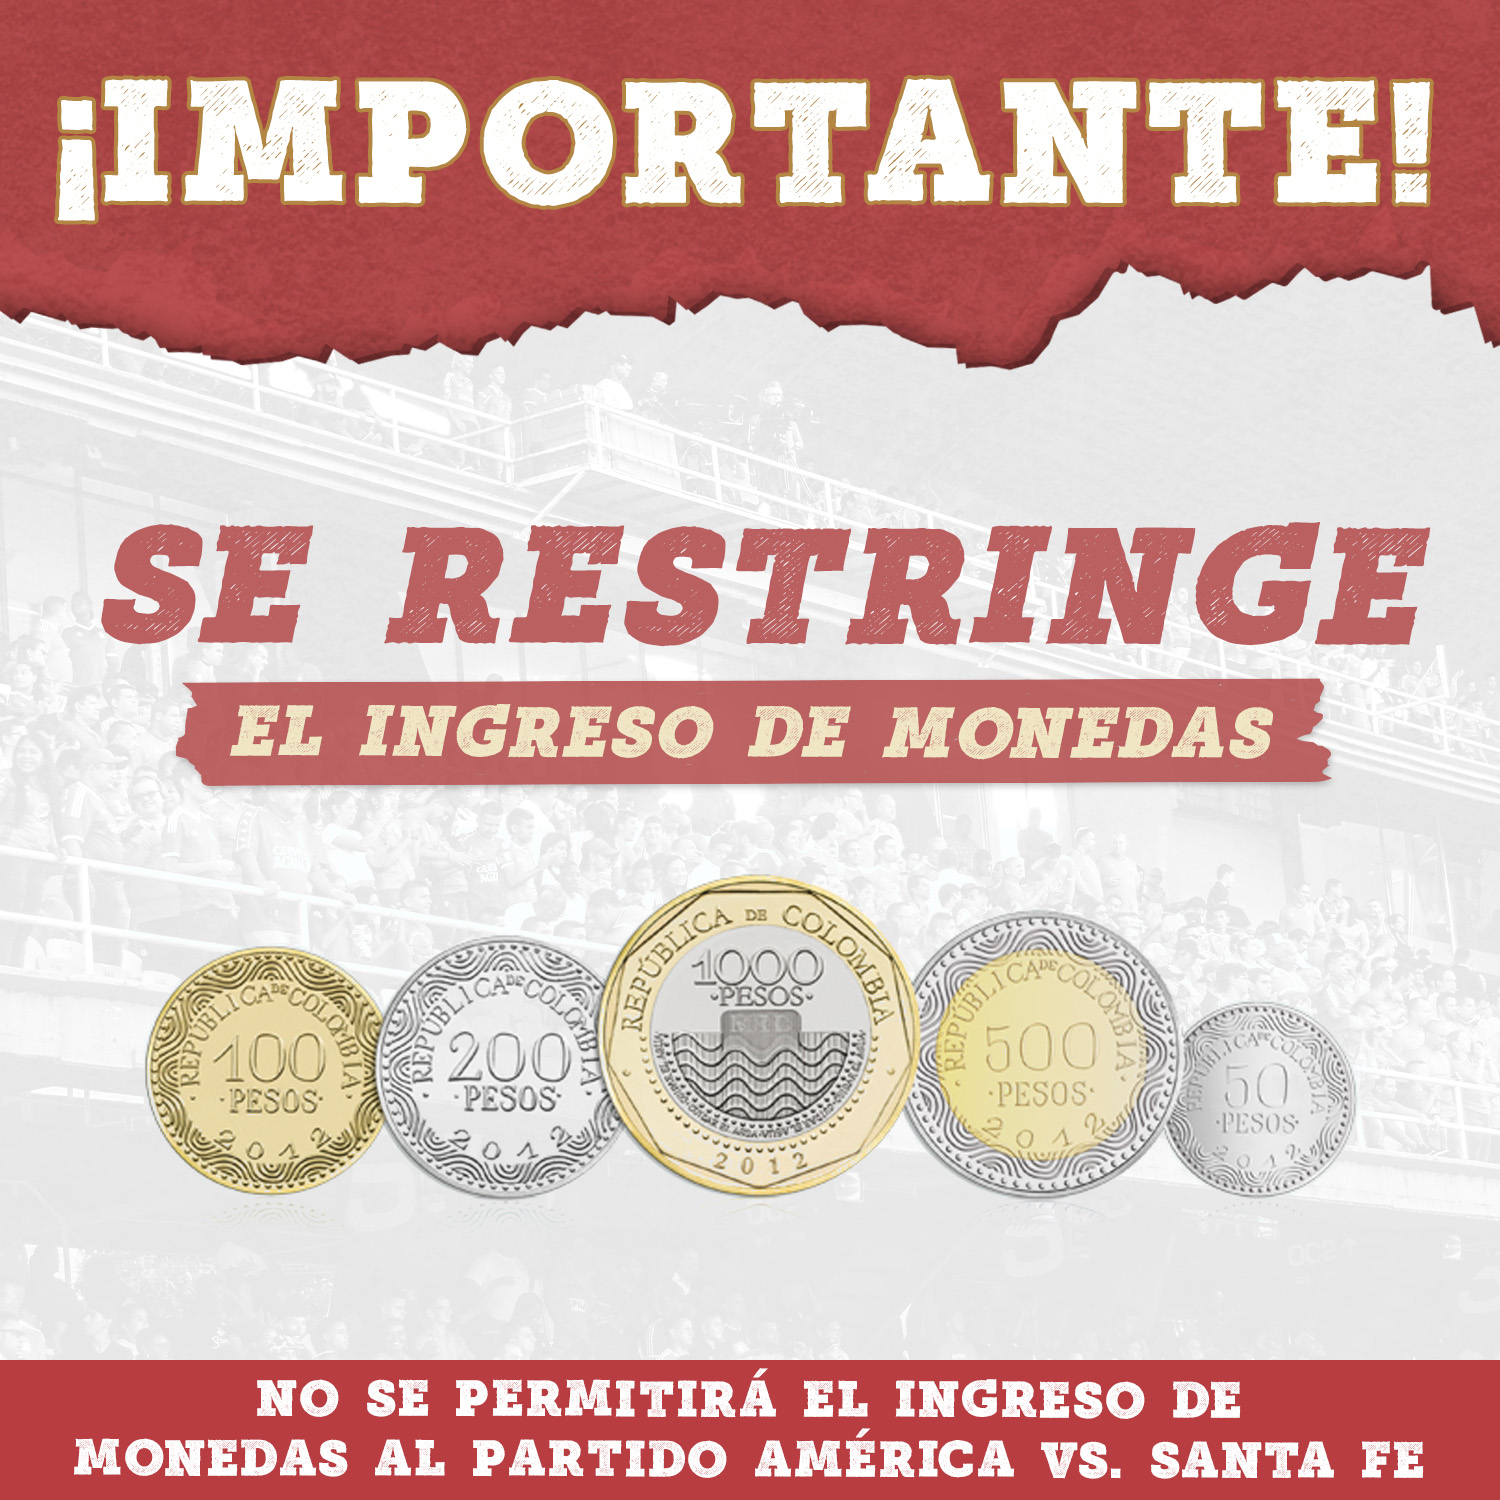 ¡IMPORTANTE!
SE RESTRINGE
EL INGRESO DE MONEDAS
REPÚBLICA DE COLOMBIA
100
PESOS
2012
REPÚBLICA DE COLOMBIA
200
PESOS
2012
REPÚBLICA DE COLOMBIA
1000
PESOS
2012
REPÚBLICA DE COLOMBIA
500
PESOS
2012
REPÚBLICA DE COLOMBIA
50
PESOS
2012
NO SE PERMITIRÁ EL INGRESO DE
MONEDAS AL PARTIDO AMÉRICA VS. SANTA FE